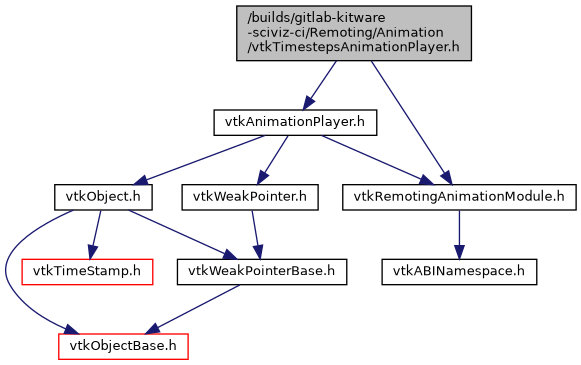 /builds/gitlab-kitware
-sciviz-ci/Remoting/Animation
/vtkTimestepsAnimationPlayer.h
vtkAnimationPlayer.h
vtkObject.h
vtkWeakPointer.h
vtkRemotingAnimationModule.h
vtkTimeStamp.h
vtkWeakPointerBase.h
vtkABINamespace.h
vtkObjectBase.h